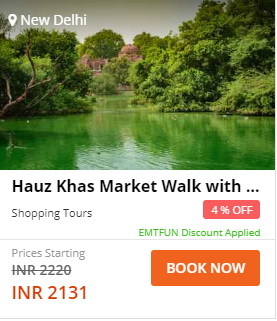 New Delhi
Hauz Khas Market Walk with ...
Shopping Tours
4 % OFF
EMTFUN Discount Applied
Prices Starting
INR 2220
INR 2131
BOOK NOW